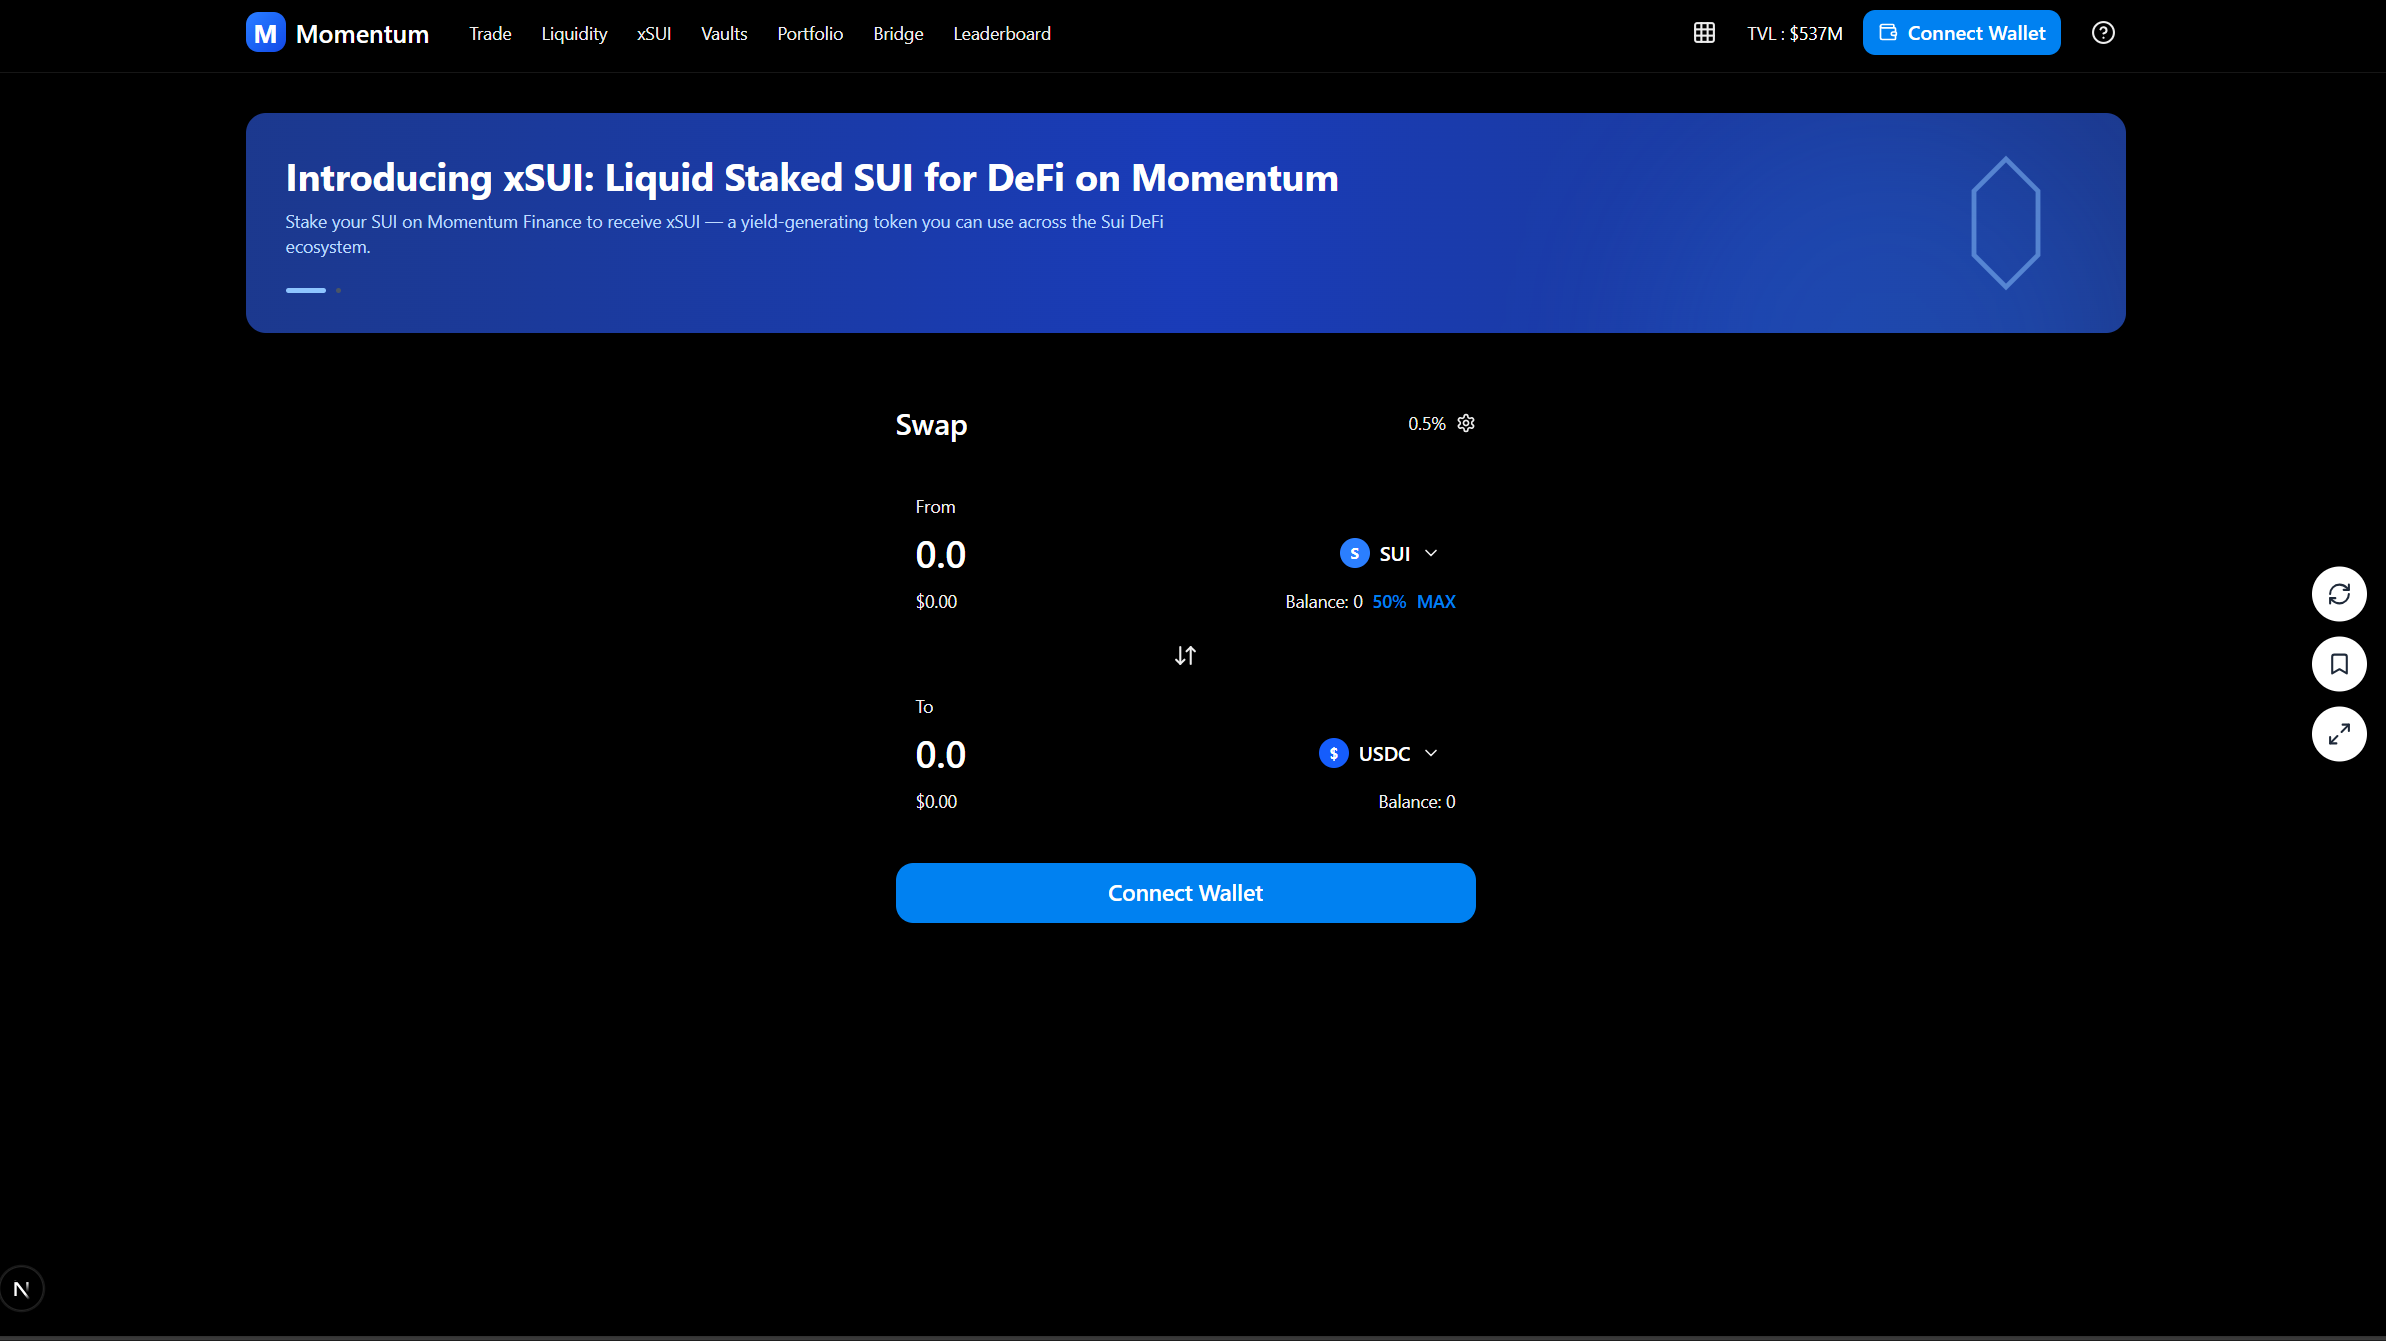 M Momentum Trade Liquidity xSUI Vaults Portfolio Bridge Leaderboard TVL : $537M Connect Wallet
Introducing xSUI: Liquid Staked SUI for DeFi on Momentum
Stake your SUI on Momentum Finance to receive xSUI — a yield-generating token you can use across the Sui DeFi
ecosystem.
Swap 0.5%
From
0.0 S SUI
$0.00 Balance: 0 50% MAX
To
0.0 $ USDC
$0.00 Balance: 0
Connect Wallet
N